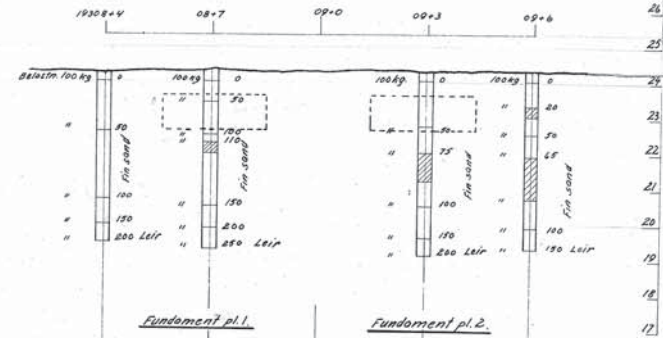 19308+4 08+7 09+0 09+3 09+6
26
25
24
23
22
21
20
19
18
17
Belastn. 100 kg 0
" 50
" 100
" 150
" 200 Leir
Fin sand
100 kg 0
" 50
" 100
" 110
" 150
" 200
" 250 Leir
Fin sand
100 kg. 0
" 50
" 75
" 100
" 150
" 200 Leir
Fin sand
100 kg 0
" 20
" 50
" 65
" 100
" 150 Leir
Fin sand
Fundament pl. 1.
Fundament pl. 2.